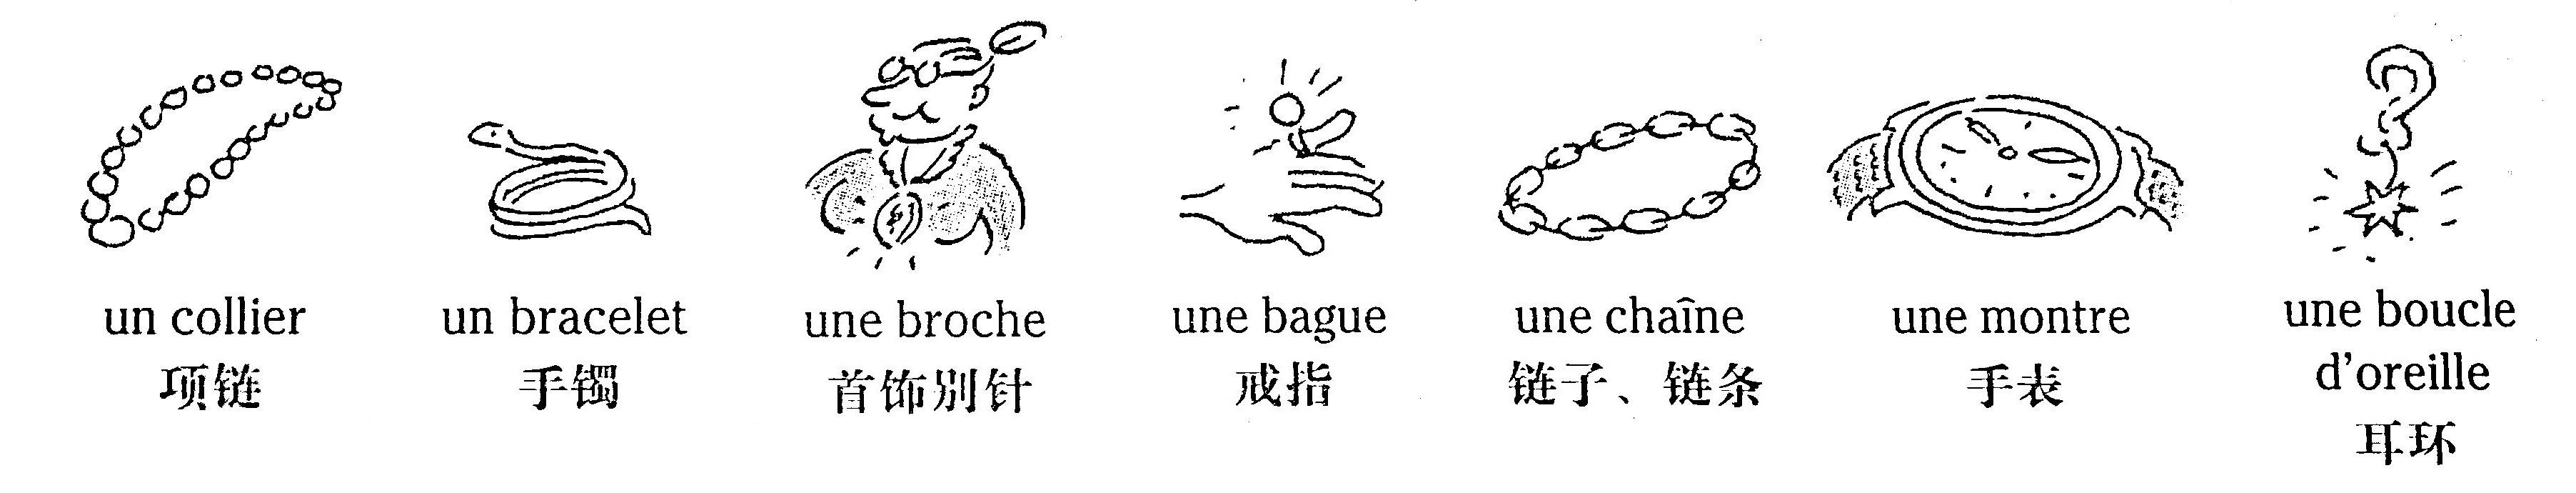 un collier
项链
un bracelet
手镯
une broche
首饰别针
une bague
戒指
une chaîne
链子、链条
une montre
手表
une boucle
d'oreille
耳环